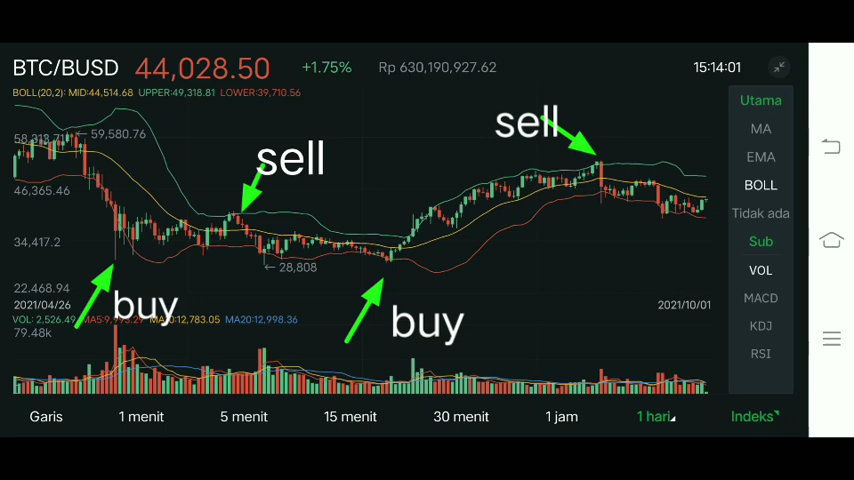 BTC/BUSD 44,028.50 +1.75% Rp 630,190,927.62 15:14:01
BOLL(20,2): MID:44,514.68 UPPER:49,318.81 LOWER:39,710.56
Utama
MA
EMA
BOLL
Tidak ada
Sub
VOL
MACD
KDJ
RSI
← 59,580.76
sell
sell
46,365.46
34,417.2
← 28,808
22,468.94
2021/04/26
2021/10/01
buy
buy
VOL: 2,526.49 MA5:9,993.29 12,783.05 MA20:12,998.36
79.48k
Garis 1 menit 5 menit 15 menit 30 menit 1 jam 1 hari Indeks